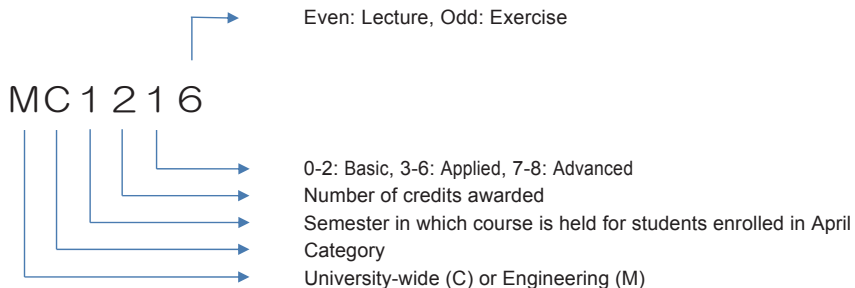 Even: Lecture, Odd: Exercise
MC1216
0-2: Basic, 3-6: Applied, 7-8: Advanced
Number of credits awarded
Semester in which course is held for students enrolled in April
Category
University-wide (C) or Engineering (M)